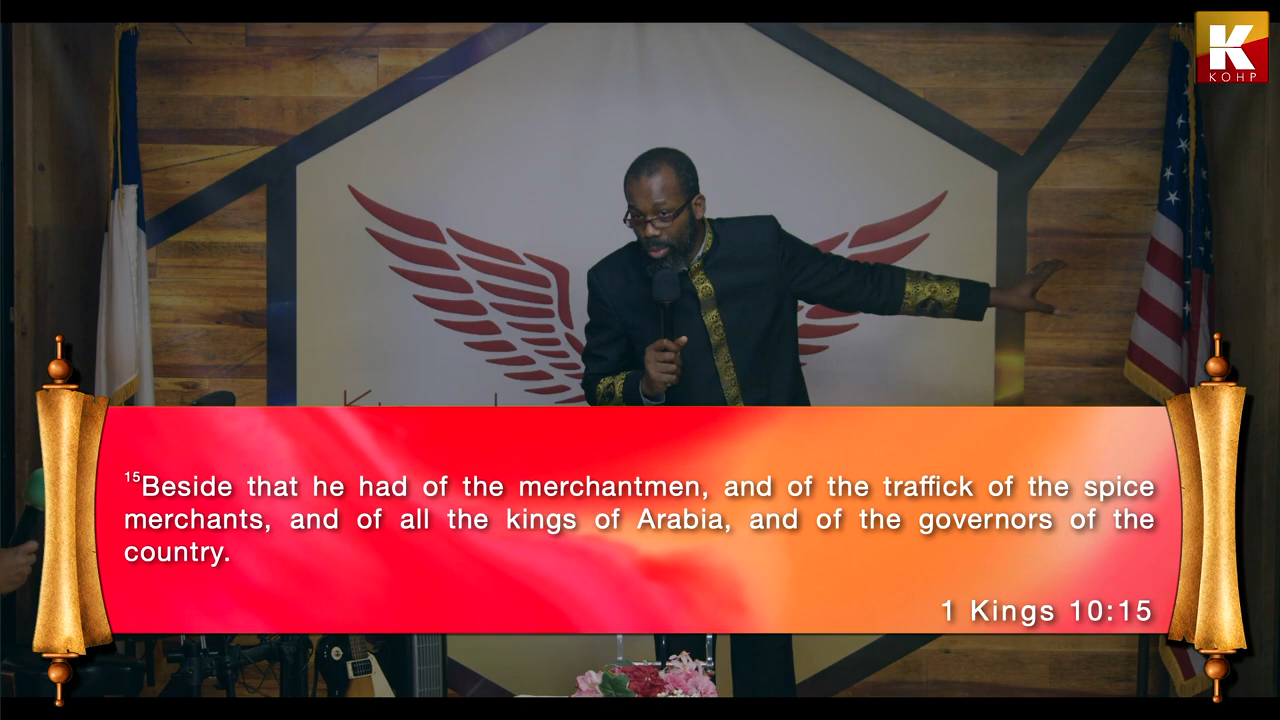 K
KOHP
¹⁵Beside that he had of the merchantmen, and of the traffick of the spice
merchants, and of all the kings of Arabia, and of the governors of the
country.
1 Kings 10:15